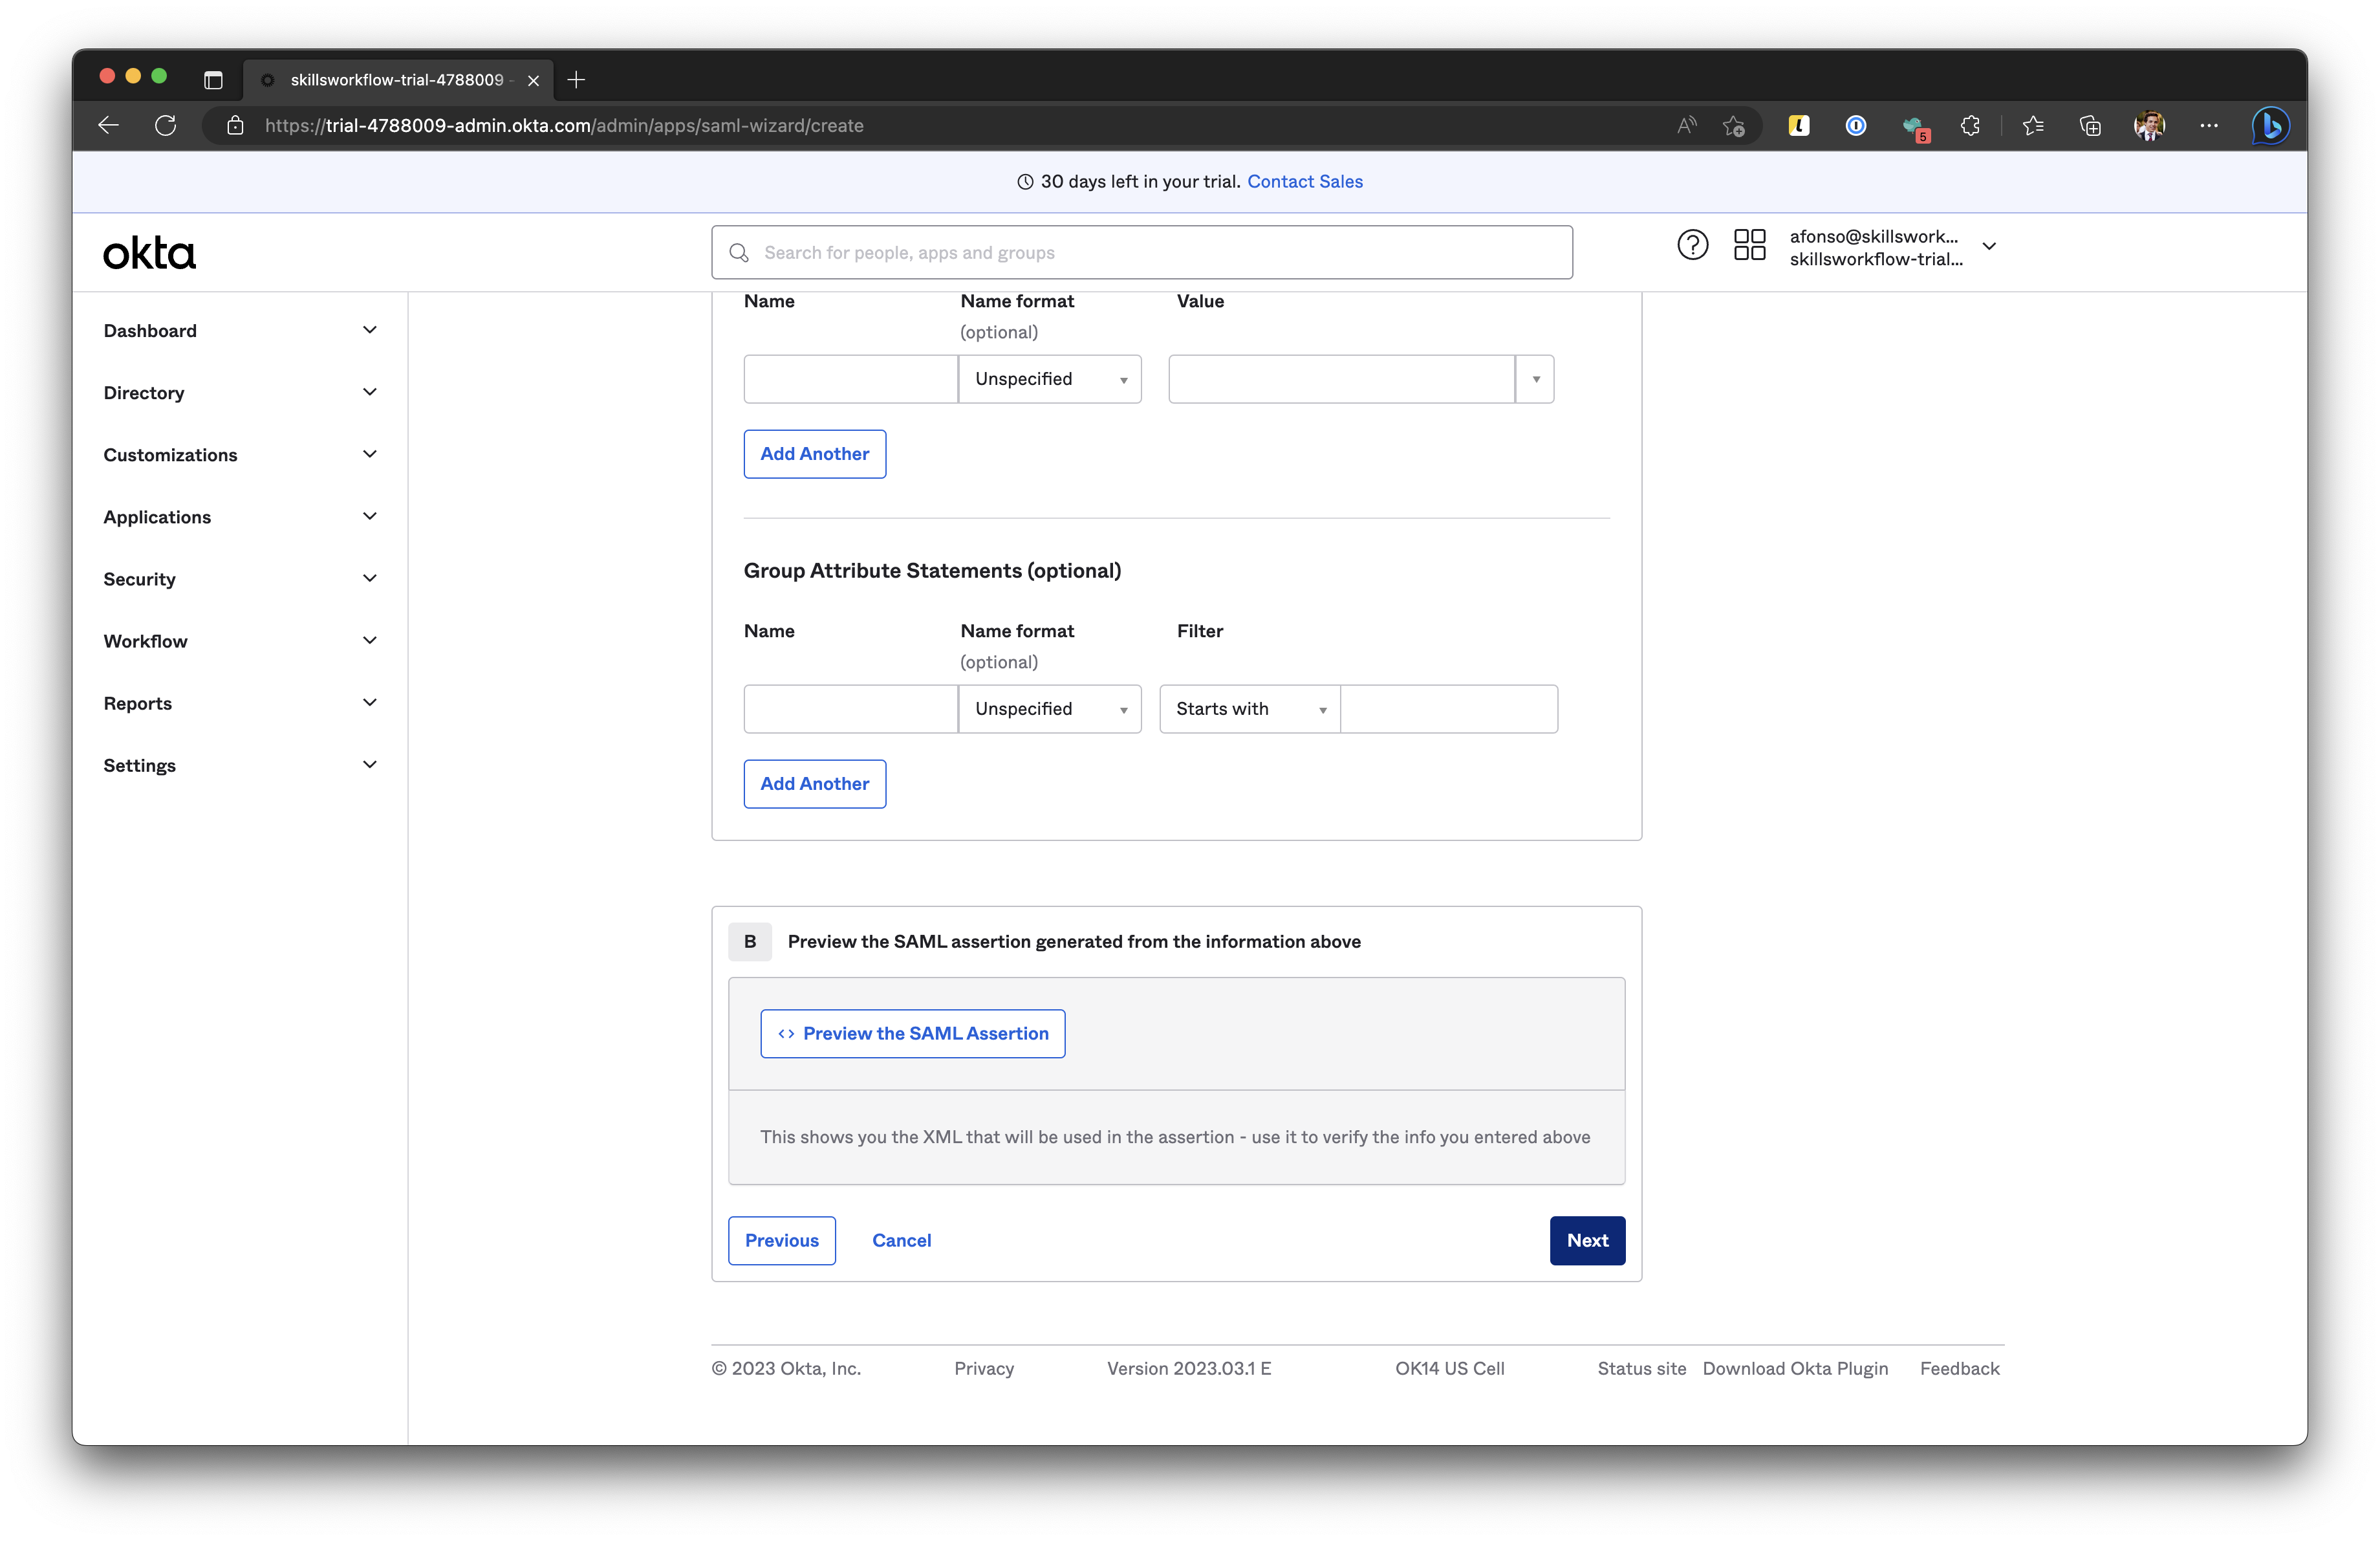 skillsworkflow-trial-4788009 -
https://trial-4788009-admin.okta.com/admin/apps/saml-wizard/create
5
30 days left in your trial. Contact Sales
okta
Search for people, apps and groups
afonso@skillswork...
skillsworkflow-trial...
Dashboard
Directory
Customizations
Applications
Security
Workflow
Reports
Settings
Name Name format Value
(optional)
Unspecified
Add Another
Group Attribute Statements (optional)
Name Name format Filter
(optional)
Unspecified Starts with
Add Another
B Preview the SAML assertion generated from the information above
<> Preview the SAML Assertion
This shows you the XML that will be used in the assertion - use it to verify the info you entered above
Previous Cancel Next
© 2023 Okta, Inc. Privacy Version 2023.03.1 E OK14 US Cell Status site Download Okta Plugin Feedback